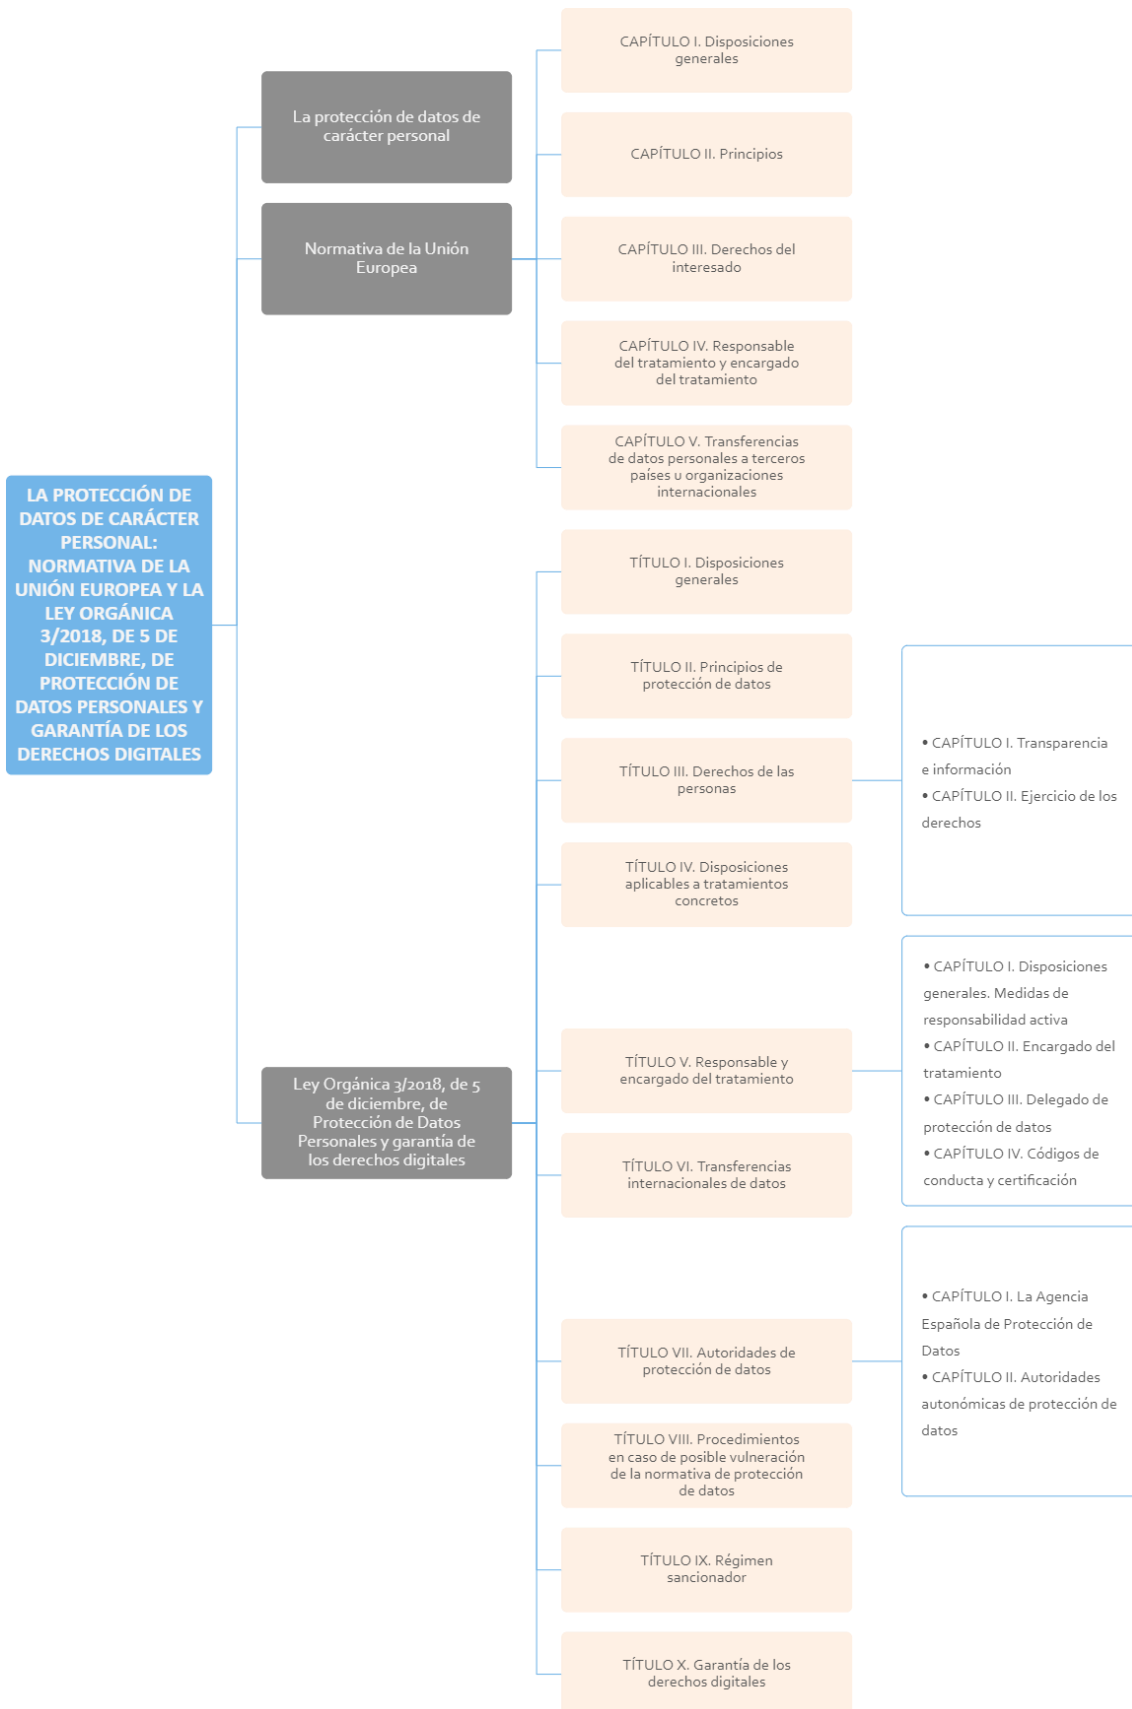 LA PROTECCIÓN DE
DATOS DE CARÁCTER
PERSONAL:
NORMATIVA DE LA
UNIÓN EUROPEA Y LA
LEY ORGÁNICA
3/2018, DE 5 DE
DICIEMBRE, DE
PROTECCIÓN DE
DATOS PERSONALES Y
GARANTÍA DE LOS
DERECHOS DIGITALES
La protección de datos de
carácter personal
Normativa de la Unión
Europea
CAPÍTULO I. Disposiciones
generales
CAPÍTULO II. Principios
CAPÍTULO III. Derechos del
interesado
CAPÍTULO IV. Responsable
del tratamiento y encargado
del tratamiento
CAPÍTULO V. Transferencias
de datos personales a terceros
países u organizaciones
internacionales
Ley Orgánica 3/2018, de 5
de diciembre, de
Protección de Datos
Personales y garantía de
los derechos digitales
TÍTULO I. Disposiciones
generales
TÍTULO II. Principios de
protección de datos
TÍTULO III. Derechos de las
personas
• CAPÍTULO I. Transparencia
e información
• CAPÍTULO II. Ejercicio de los
derechos
TÍTULO IV. Disposiciones
aplicables a tratamientos
concretos
TÍTULO V. Responsable y
encargado del tratamiento
• CAPÍTULO I. Disposiciones
generales. Medidas de
responsabilidad activa
• CAPÍTULO II. Encargado del
tratamiento
• CAPÍTULO III. Delegado de
protección de datos
• CAPÍTULO IV. Códigos de
conducta y certificación
TÍTULO VI. Transferencias
internacionales de datos
TÍTULO VII. Autoridades de
protección de datos
• CAPÍTULO I. La Agencia
Española de Protección de
Datos
• CAPÍTULO II. Autoridades
autonómicas de protección de
datos
TÍTULO VIII. Procedimientos
en caso de posible vulneración
de la normativa de protección
de datos
TÍTULO IX. Régimen
sancionador
TÍTULO X. Garantía de los
derechos digitales